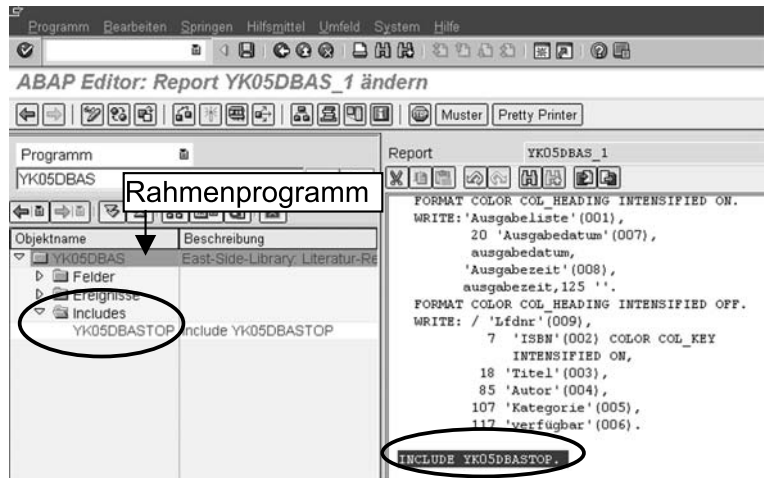 Programm Bearbeiten Springen Hilfsmittel Umfeld System Hilfe
ABAP Editor: Report YK05DBAS_1 ändern
Muster Pretty Printer
Programm
YK05DBAS
Rahmenprogramm
Objektname Beschreibung
YK05DBAS East-Side-Library: Literatur-Re
Felder
Ereignisse
Includes
YK05DBASTOP Include YK05DBASTOP
Report YK05DBAS_1
FORMAT COLOR COL_HEADING INTENSIFIED ON.
WRITE:'Ausgabeliste'(001),
20 'Ausgabedatum'(007),
ausgabedatum,
'Ausgabezeit'(008),
ausgabezeit,125 ''.
FORMAT COLOR COL_HEADING INTENSIFIED OFF.
WRITE: / 'Lfdnr'(009),
7 'ISBN'(002) COLOR COL_KEY
INTENSIFIED ON,
18 'Titel'(003),
85 'Autor'(004),
107 'Kategorie'(005),
117 'verfügbar'(006).
INCLUDE YK05DBASTOP.